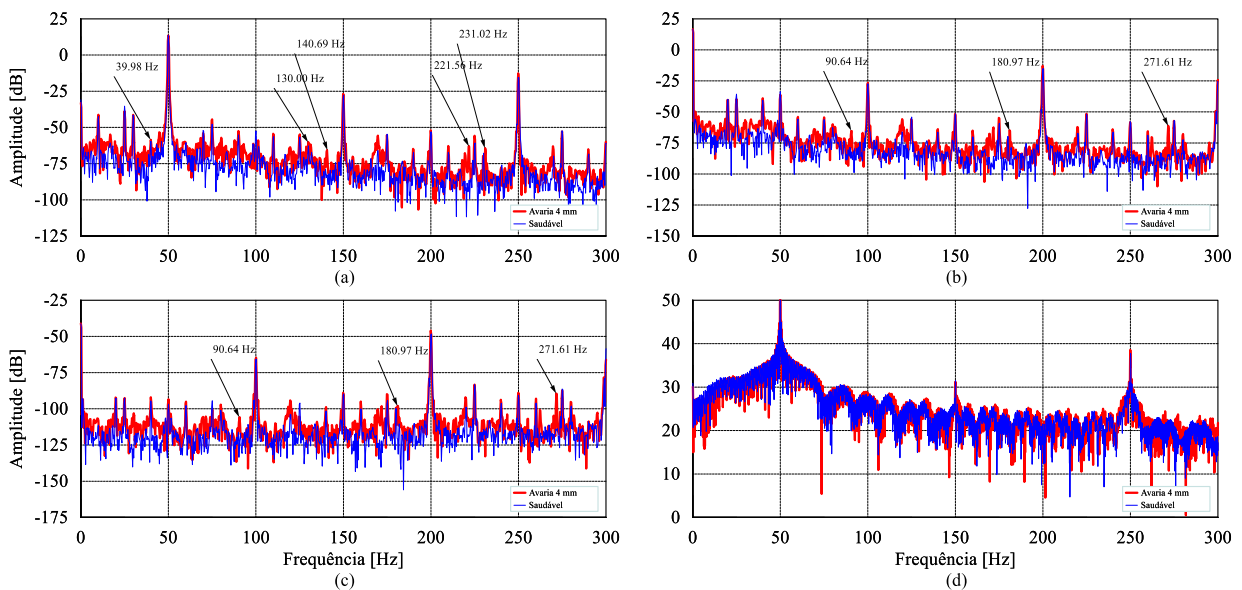 (a)
(b)
Amplitude [dB]
25
0
-25
-50
-75
-100
-125
39.98 Hz
140.69 Hz
130.00 Hz
231.02 Hz
221.56 Hz
Avaria 4 mm
Saudável
0 50 100 150 200 250 300
(a)
25
0
-25
-50
-75
-100
-125
-150
90.64 Hz
180.97 Hz
271.61 Hz
Avaria 4 mm
Saudável
0 50 100 150 200 250 300
(b)
Amplitude [dB]
-25
-50
-75
-100
-125
-150
-175
90.64 Hz
180.97 Hz
271.61 Hz
Avaria 4 mm
Saudável
0 50 100 150 200 250 300
Frequência [Hz]
(c)
50
40
30
20
10
0
Avaria 4 mm
Saudável
0 50 100 150 200 250 300
Frequência [Hz]
(d)